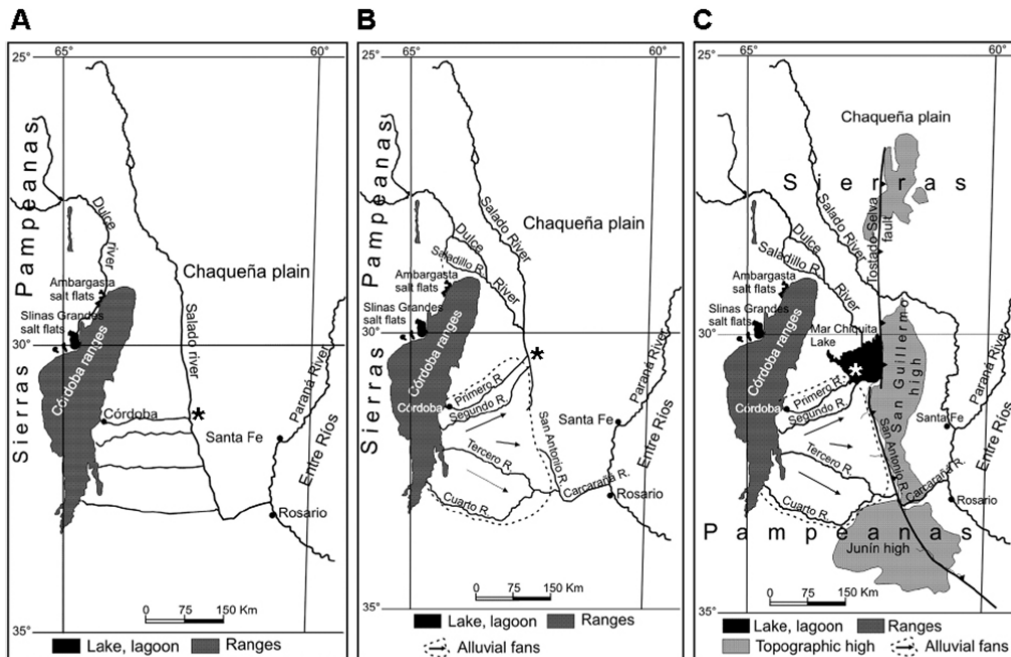 A
65°
60°
25°
Sierras Pampeanas
Dulce river
Chaqueña plain
Ambargasta
salt flats
Slinas Grandes
salt flats
30°
Córdoba ranges
Salado river
*
Córdoba
Santa Fe
Paraná River
Entre Ríos
Rosario
0 75 150 Km
35°
Lake, lagoon
Ranges
B
65°
60°
25°
Sierras Pampeanas
Salado River
Chaqueña plain
Dulce River
Saladillo R.
Ambargasta
salt flats
Slinas Grandes
salt flats
30°
Córdoba ranges
*
Primero R.
Córdoba
Segundo R.
Santa Fe
Paraná River
Entre Ríos
San Antonio R.
Tercero R.
Carcaraña R.
Cuarto R.
Rosario
0 75 150 Km
35°
Lake, lagoon
Ranges
Alluvial fans
C
65°
60°
25°
Chaqueña plain
Sierras
Salado River
Tostado-Selva
fault
Dulce River
Saladillo R.
Ambargasta
salt flats
Slinas Grandes
salt flats
30°
Mar Chiquita
Lake
Córdoba ranges
*
San Guillermo
high
Primero R.
Córdoba
Segundo R.
Santa Fe
Paraná River
Entre Ríos
San Antonio R.
Tercero R.
Carcaraña R.
Cuarto R.
Rosario
Pampeanas
Junín high
0 75 150 Km
35°
Lake, lagoon
Ranges
Topographic high
Alluvial fans